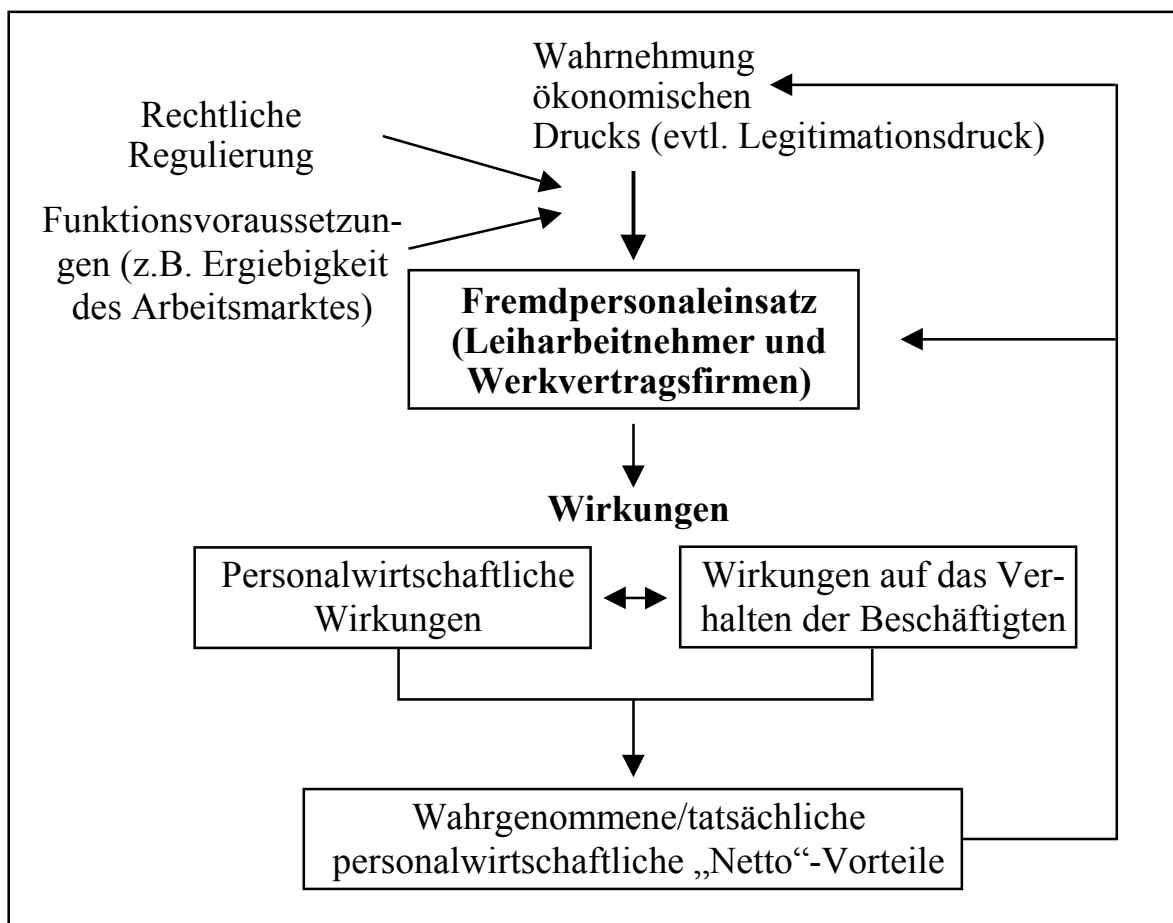 Wahrnehmung
ökonomischen
Drucks (evtl. Legitimationsdruck)
Rechtliche
Regulierung
Funktionsvoraussetzun-
gen (z.B. Ergiebigkeit
des Arbeitsmarktes)
Fremdpersonaleinsatz
(Leiharbeitnehmer und
Werkvertragsfirmen)
Wirkungen
Personalwirtschaftliche
Wirkungen
Wirkungen auf das Ver-
halten der Beschäftigten
Wahrgenommene/tatsächliche
personalwirtschaftliche „Netto“-Vorteile